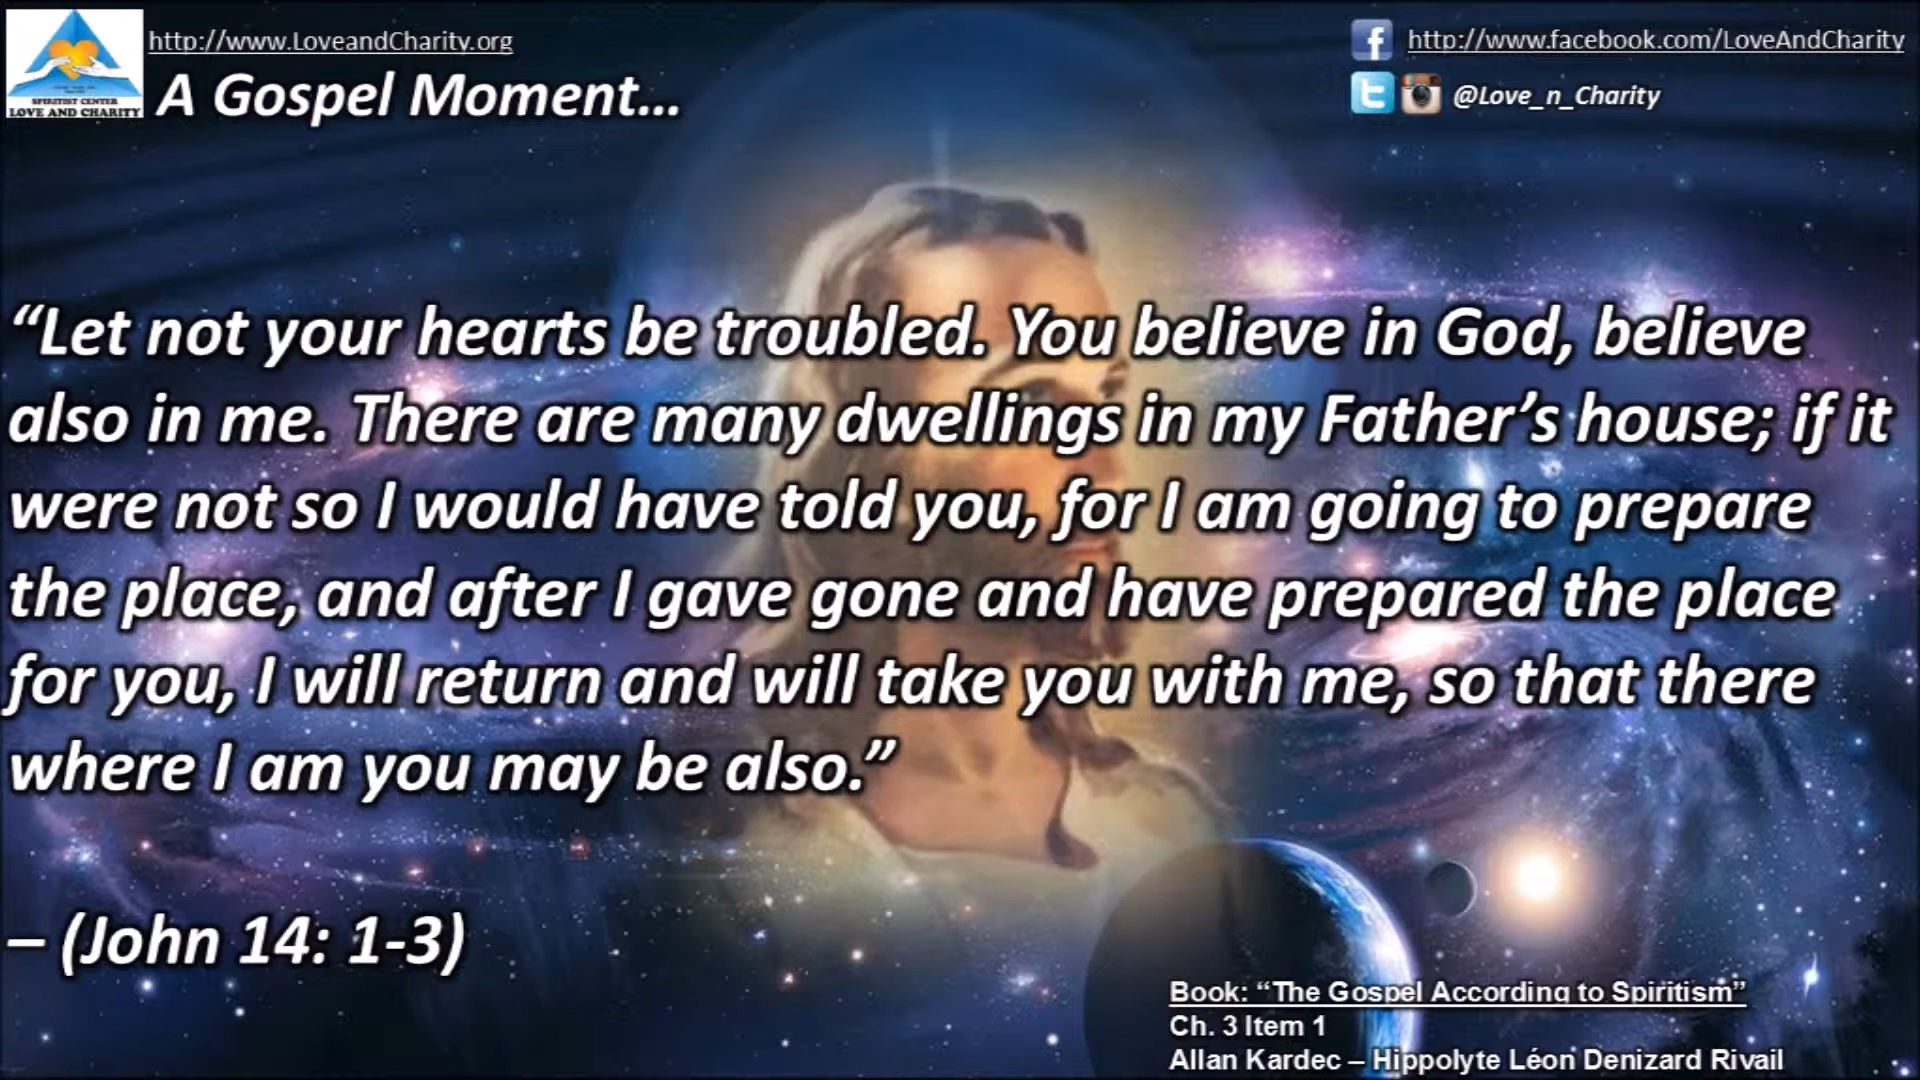 http://www.LoveandCharity.org
A Gospel Moment...
SPIRITIST CENTER
LOVE AND CHARITY
http://www.facebook.com/LoveAndCharity
@Love_n_Charity
“Let not your hearts be troubled. You believe in God, believe
also in me. There are many dwellings in my Father’s house; if it
were not so I would have told you, for I am going to prepare
the place, and after I gave gone and have prepared the place
for you, I will return and will take you with me, so that there
where I am you may be also.”
– (John 14: 1-3)
Book: “The Gospel According to Spiritism”
Ch. 3 Item 1
Allan Kardec – Hippolyte Léon Denizard Rivail